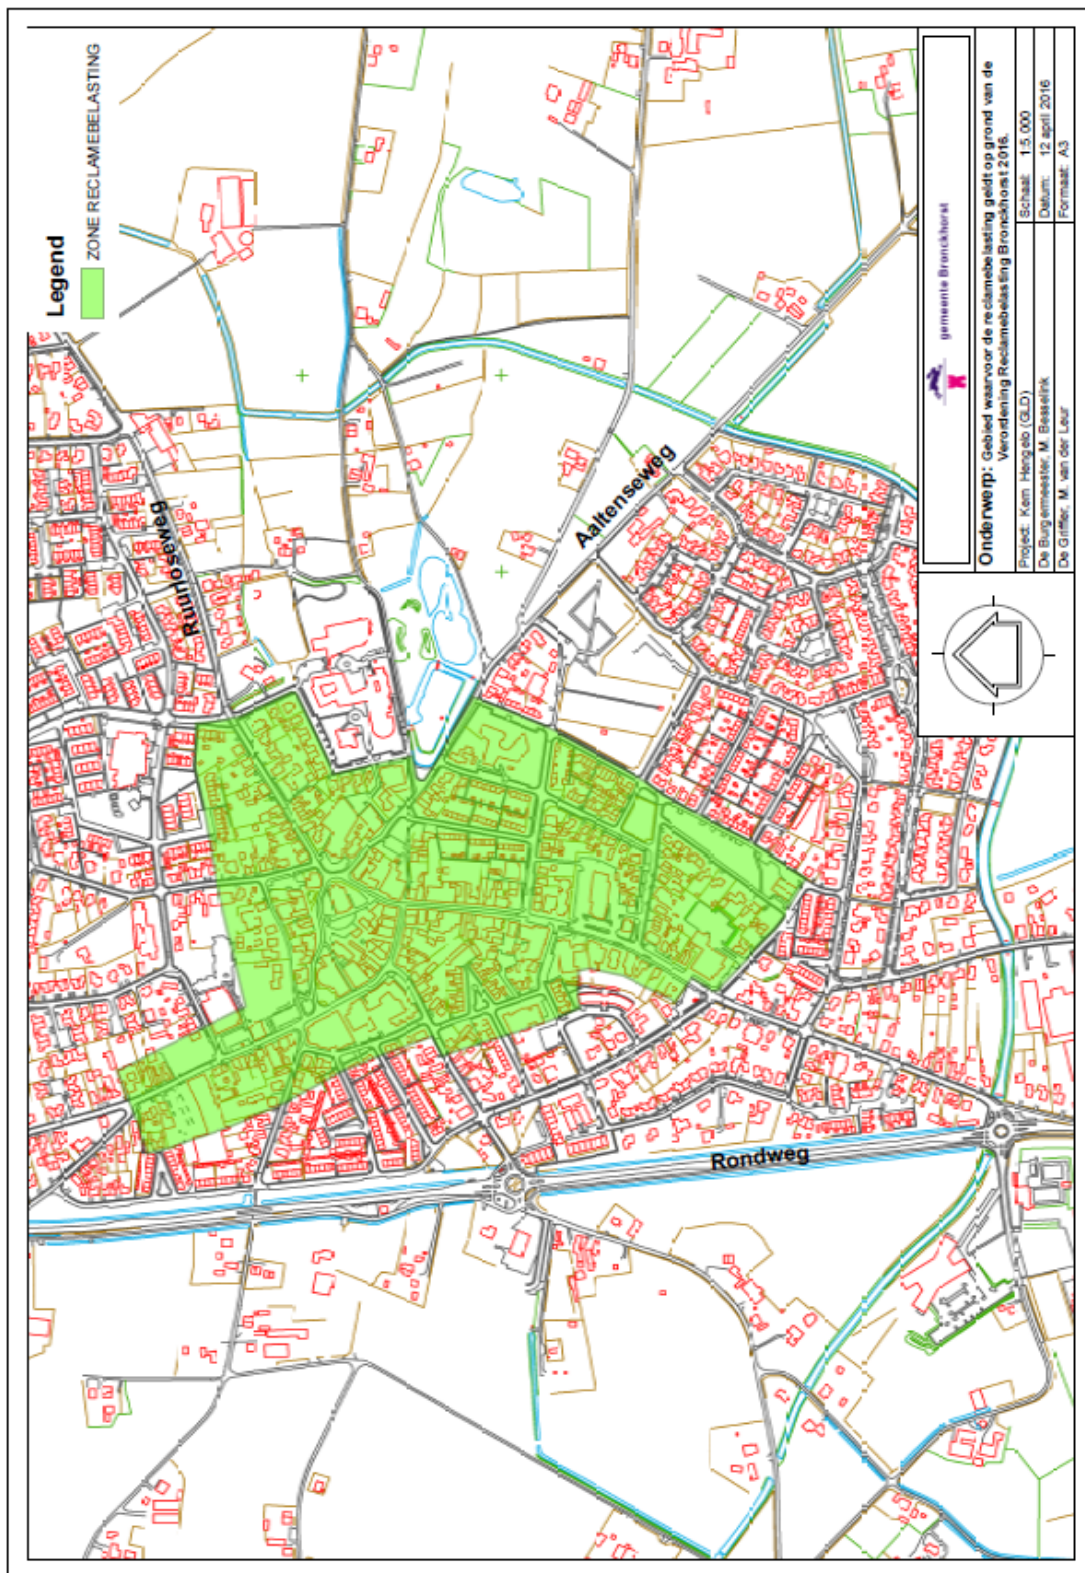 Legend
ZONE RECLAMEBELASTING
Ruurloseweg
Aaltenseweg
Rondweg
gemeente Bronckhorst
Onderwerp: Gebied waarvoor de reclamebelasting geldt op grond van de
Verordening Reclamebelasting Bronckhorst 2016.
Project: Kern Hengelo (GLD)
Schaal: 1:5.000
De Burgermeester, M. Besselink
Datum: 12 april 2016
De Griffier, M. van der Leur
Formaat: A3